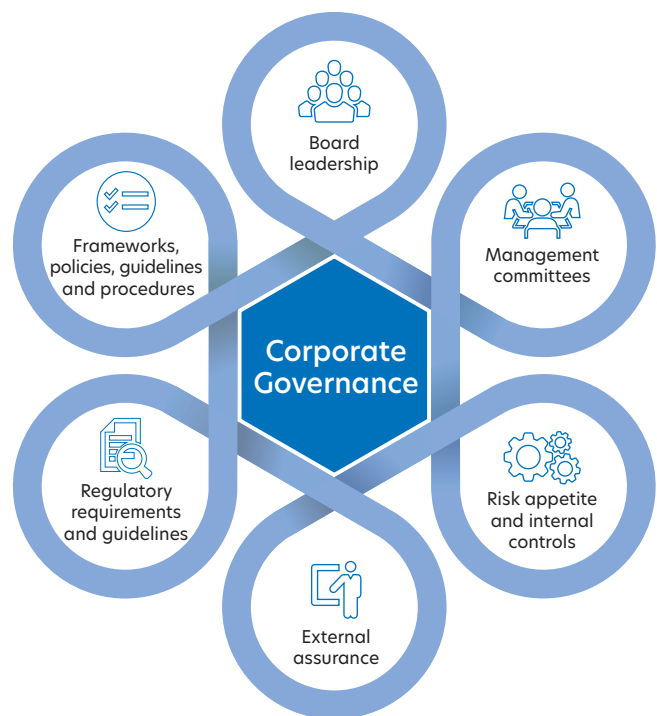 Board
leadership
Frameworks,
policies, guidelines
and procedures
Management
committees
Corporate
Governance
Regulatory
requirements
and guidelines
Risk appetite
and internal
controls
External
assurance